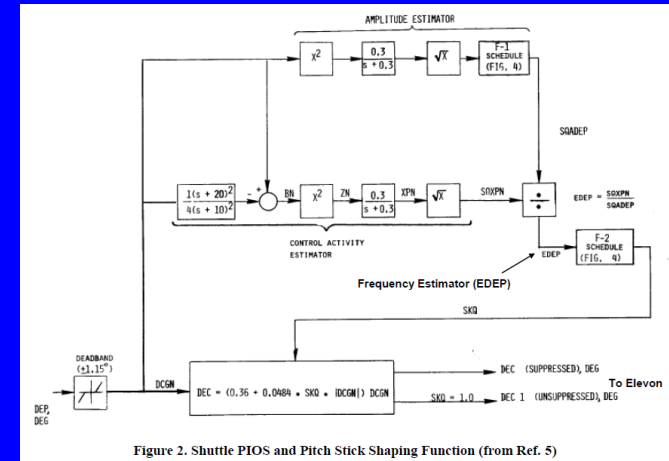 AMPLITUDE ESTIMATOR
X²
0.3
s + 0.3
√X
F-1
SCHEDULE
(FIG. 4)
SQADEP
1(s + 20)²
4(s + 10)²
- +
BN
X²
ZN
0.3
s + 0.3
XPN
√X
SQXPN
÷
EDEP = SQXPN
SQADEP
CONTROL ACTIVITY
ESTIMATOR
EDEP
F-2
SCHEDULE
(FIG. 4)
Frequency Estimator (EDEP)
SKQ
DEADBAND
(±1.15°)
DEP,
DEG
DCGN
DEC = (0.36 + 0.0484 • SKQ • |DCGN|) DCGN
DEC (SUPPRESSED), DEG
To Elevon
SKQ = 1.0
DEC 1 (UNSUPPRESSED), DEG
Figure 2. Shuttle PIOS and Pitch Stick Shaping Function (from Ref. 5)